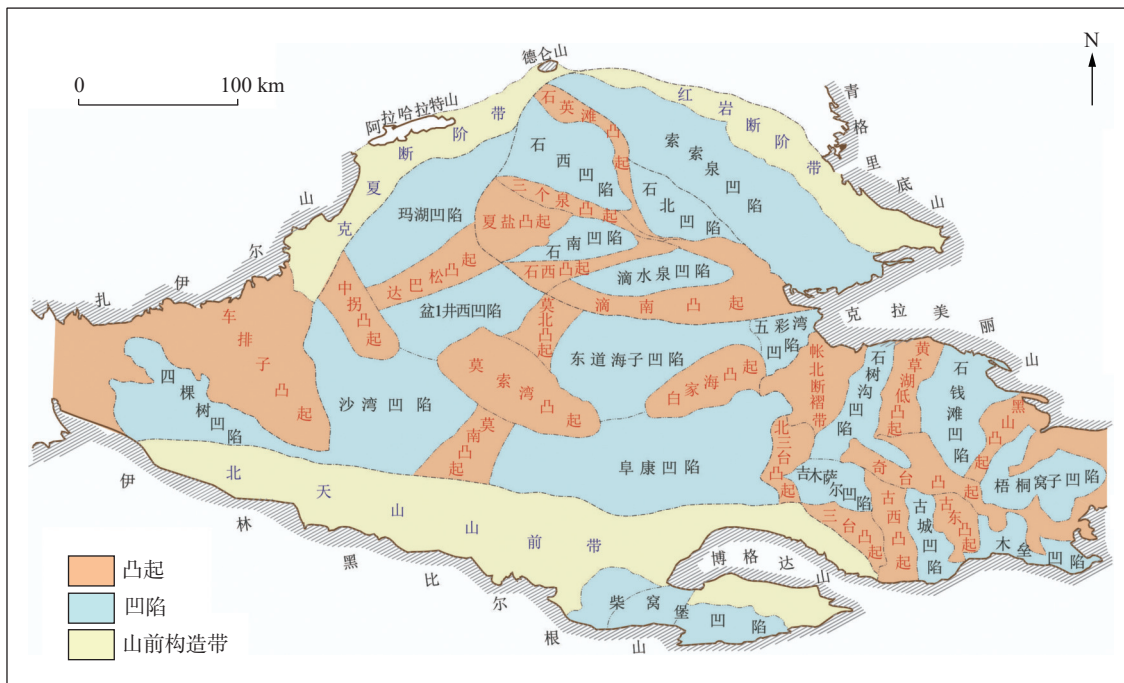 N
0
100 km
德仑山
阿拉哈拉特山
红岩断阶带
青格里底山
石英滩凸起
克夏断阶带
石西凹陷
索索泉凹陷
石北凹陷
扎伊尔山
玛湖凹陷
三个泉凸起
夏盐凸起
石南凹陷
达巴松凸起
石西凸起
滴水泉凹陷
中拐凸起
盆1井西凹陷
莫北凸起
滴南凸起
克拉美丽山
车排子凸起
五彩湾凹陷
东道海子凹陷
帐北断褶带
石树沟凹陷
黄草湖低凸起
石钱滩凹陷
四棵树凹陷
沙湾凹陷
莫索湾凸起
白家海凸起
黑山凸起
莫南凸起
北三台凸起
阜康凹陷
吉木萨尔凹陷
奇台凸起
梧桐窝子凹陷
北天山山前带
三台凸起
古西凸起
古城凹陷
古东凸起
木垒凹陷
伊林黑比尔根山
博格达山
柴窝堡凹陷
凸起
凹陷
山前构造带